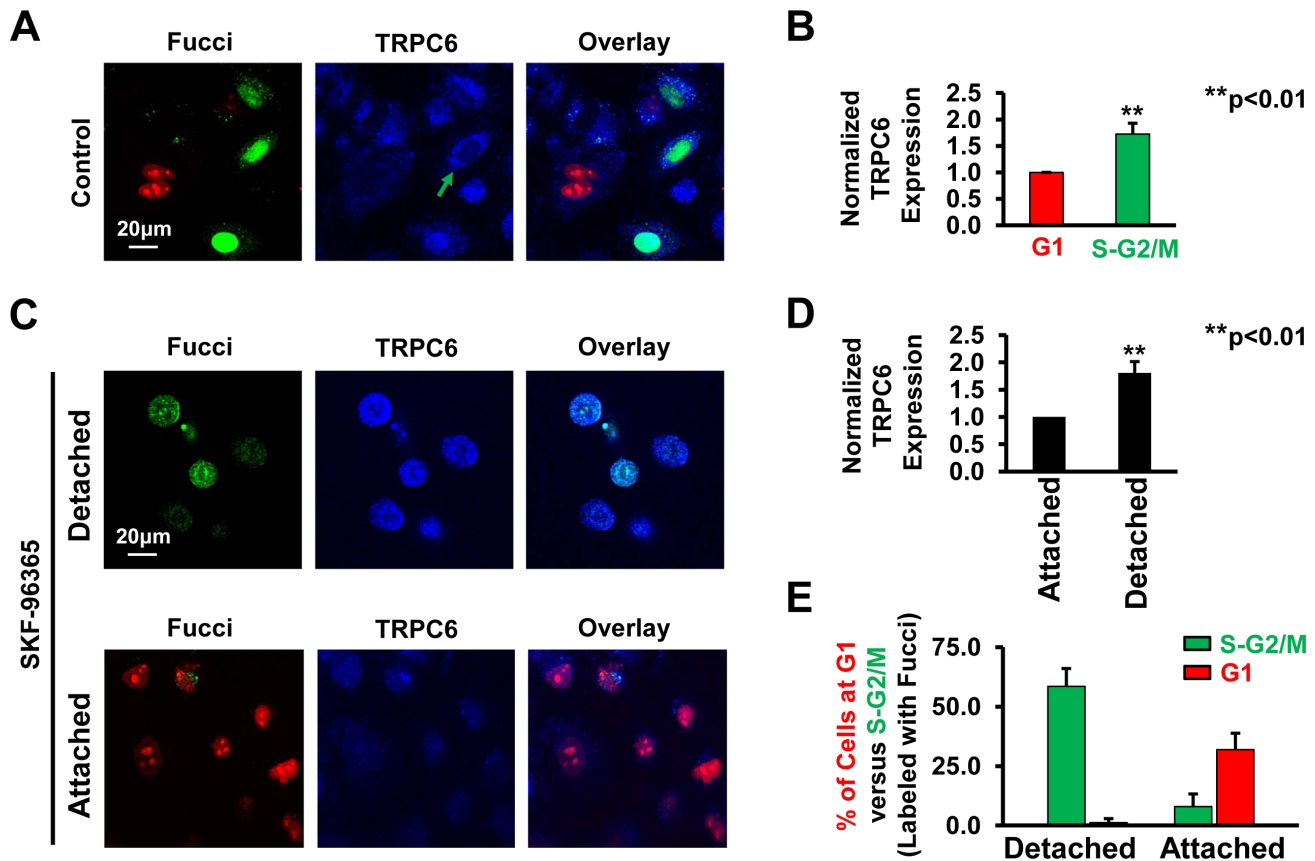 A
Fucci
TRPC6
Overlay
Control
20μm
B
Normalized
TRPC6
Expression
2.5
2.0
1.5
1.0
0.5
0.0
**
**p<0.01
G1
S-G2/M
C
SKF-96365
Detached
Fucci
TRPC6
Overlay
20μm
Attached
Fucci
TRPC6
Overlay
D
Normalized
TRPC6
Expression
2.5
2.0
1.5
1.0
0.5
0.0
**
**p<0.01
Attached
Detached
E
% of Cells at G1
versus S-G2/M
(Labeled with Fucci)
75.0
50.0
25.0
0.0
S-G2/M
G1
Detached
Attached